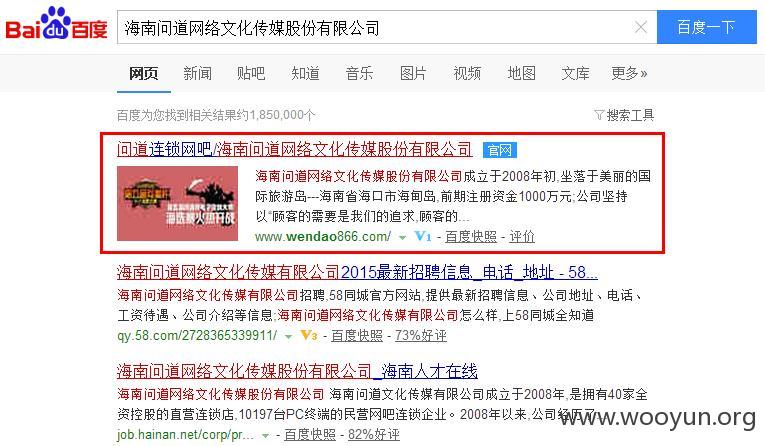 Bai du 百度 海南问道网络文化传媒股份有限公司 百度一下
网页 新闻 贴吧 知道 音乐 图片 视频 地图 文库 更多»
百度为您找到相关结果约1,850,000个 搜索工具
问道连锁网吧/海南问道网络文化传媒股份有限公司 官网
海南问道网络文化传媒股份有限公司成立于2008年初,坐落于美丽的国
际旅游岛---海南省海口市海甸岛,前期注册资金1000万元;公司坚持
以“顾客的需要是我们的追求,顾客的...
www.wendao866.com/ V1 - 百度快照 - 评价
海南问道网络文化传媒有限公司2015最新招聘信息_电话_地址 - 58...
海南问道网络文化传媒股份有限公司招聘,58同城官方网站,提供最新招聘信息、公司地址、电话、
工资待遇、公司介绍等信息;海南问道网络文化传媒股份有限公司怎么样,上58同城全知道
qy.58.com/2728365339911/ V3 - 百度快照 - 73%好评
海南问道网络文化传媒股份有限公司_海南人才在线
海南问道网络文化传媒股份有限公司 海南问道文化传媒有限公司成立于2008年,是拥有40家全
资控股的直营连锁店,10197台PC终端的民营网吧连锁企业。2008年以来,公司经历了
job.hainan.net/corp/pr... - 百度快照 - 82%好评
www.wooyun.org